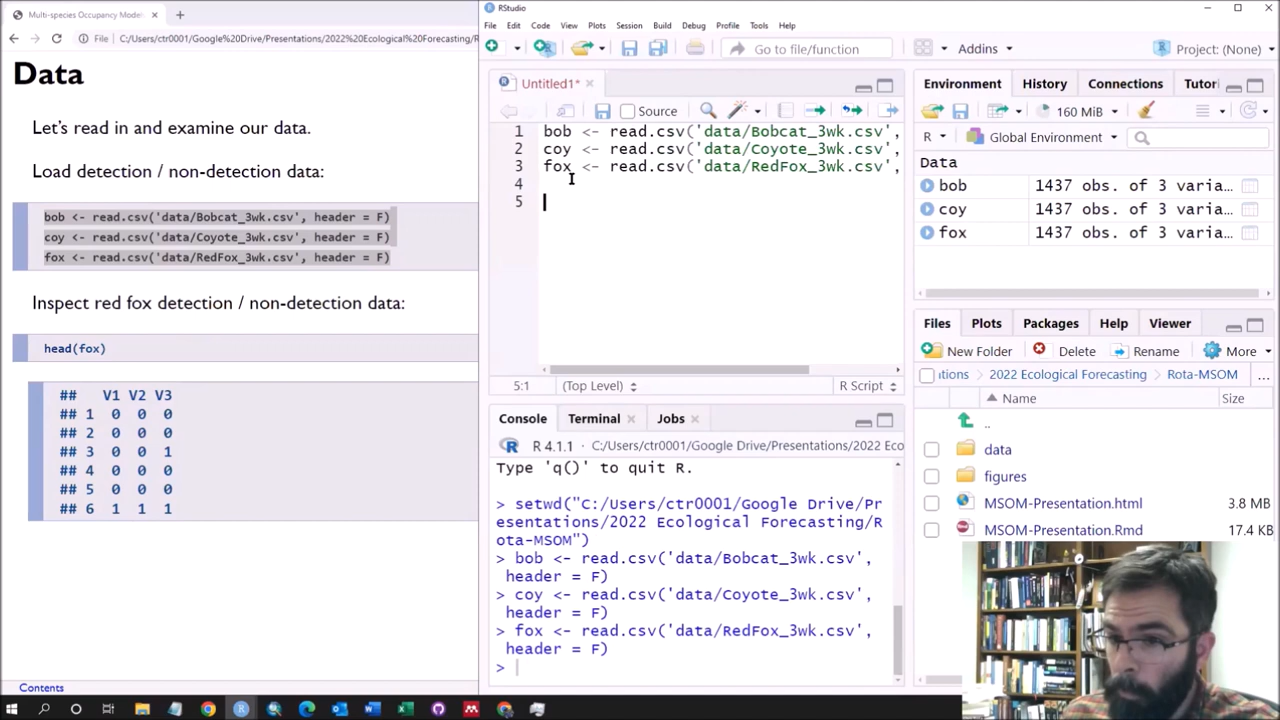 Multi-species Occupancy Model
File
C:/Users/ctr0001/Google%20Drive/Presentations/2022%20Ecological%20Forecasting/R
Data
Let's read in and examine our data.
Load detection / non-detection data:
bob <- read.csv('data/Bobcat_3wk.csv', header = F)
coy <- read.csv('data/Coyote_3wk.csv', header = F)
fox <- read.csv('data/RedFox_3wk.csv', header = F)
Inspect red fox detection / non-detection data:
head(fox)
## V1 V2 V3
## 1 0 0 0
## 2 0 0 0
## 3 0 0 1
## 4 0 0 0
## 5 0 0 0
## 6 1 1 1
Contents
RStudio
File Edit Code View Plots Session Build Debug Profile Tools Help
Go to file/function
Addins
Project: (None)
Untitled1*
Source
1 bob <- read.csv('data/Bobcat_3wk.csv',
2 coy <- read.csv('data/Coyote_3wk.csv',
3 fox <- read.csv('data/RedFox_3wk.csv',
4
5
5:1 (Top Level) R Script
Console Terminal Jobs
R 4.1.1 · C:/Users/ctr0001/Google Drive/Presentations/2022 Eco
Type 'q()' to quit R.
> setwd("C:/Users/ctr0001/Google Drive/Pr
esentations/2022 Ecological Forecasting/R
ota-MSOM")
> bob <- read.csv('data/Bobcat_3wk.csv',
header = F)
> coy <- read.csv('data/Coyote_3wk.csv',
header = F)
> fox <- read.csv('data/RedFox_3wk.csv',
header = F)
>
Environment History Connections Tutor
160 MiB
R Global Environment
Data
bob 1437 obs. of 3 varia…
coy 1437 obs. of 3 varia…
fox 1437 obs. of 3 varia…
Files Plots Packages Help Viewer
New Folder Delete Rename More
itions 2022 Ecological Forecasting Rota-MSOM ...
Name Size
..
data
figures
MSOM-Presentation.html 3.8 MB
MSOM-Presentation.Rmd 17.4 KB